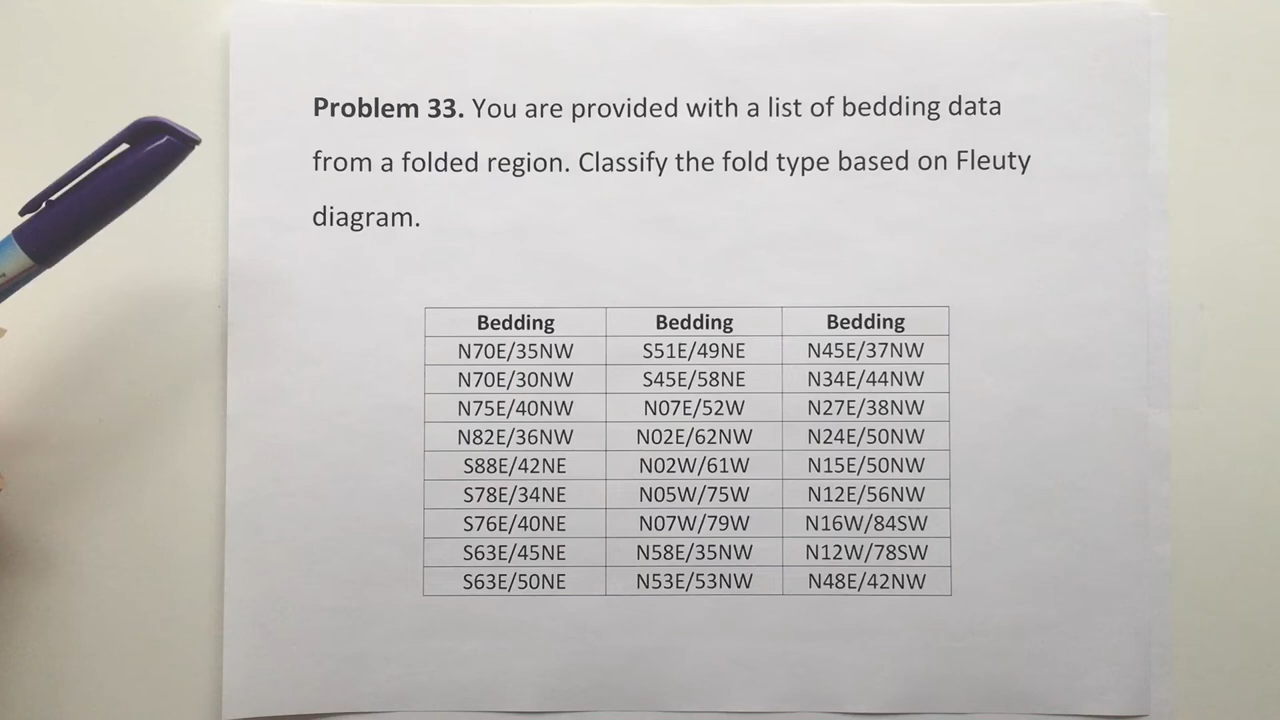 Problem 33. You are provided with a list of bedding data
from a folded region. Classify the fold type based on Fleuty
diagram.
Bedding Bedding Bedding
N70E/35NW S51E/49NE N45E/37NW
N70E/30NW S45E/58NE N34E/44NW
N75E/40NW N07E/52W N27E/38NW
N82E/36NW N02E/62NW N24E/50NW
S88E/42NE N02W/61W N15E/50NW
S78E/34NE N05W/75W N12E/56NW
S76E/40NE N07W/79W N16W/84SW
S63E/45NE N58E/35NW N12W/78SW
S63E/50NE N53E/53NW N48E/42NW